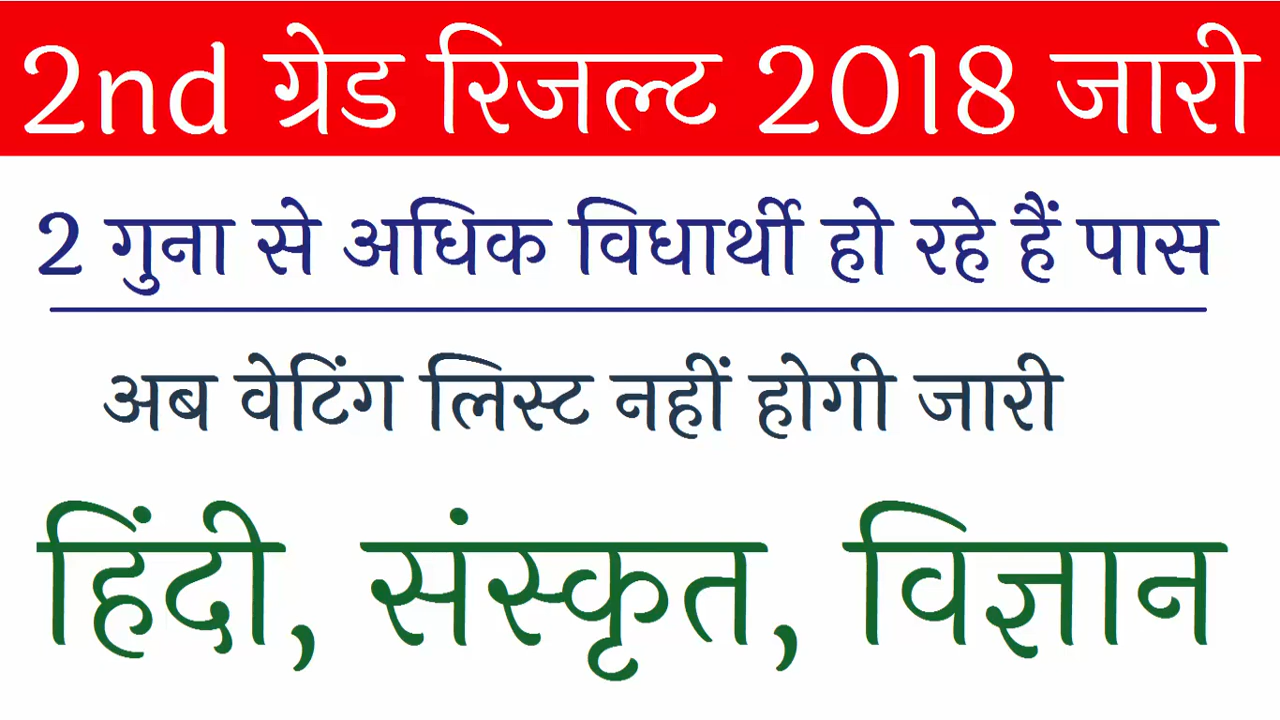 2nd ग्रेड रिजल्ट 2018 जारी
2 गुना से अधिक विधार्थी हो रहे हैं पास
अब वेटिंग लिस्ट नहीं होगी जारी
हिंदी, संस्कृत, विज्ञान